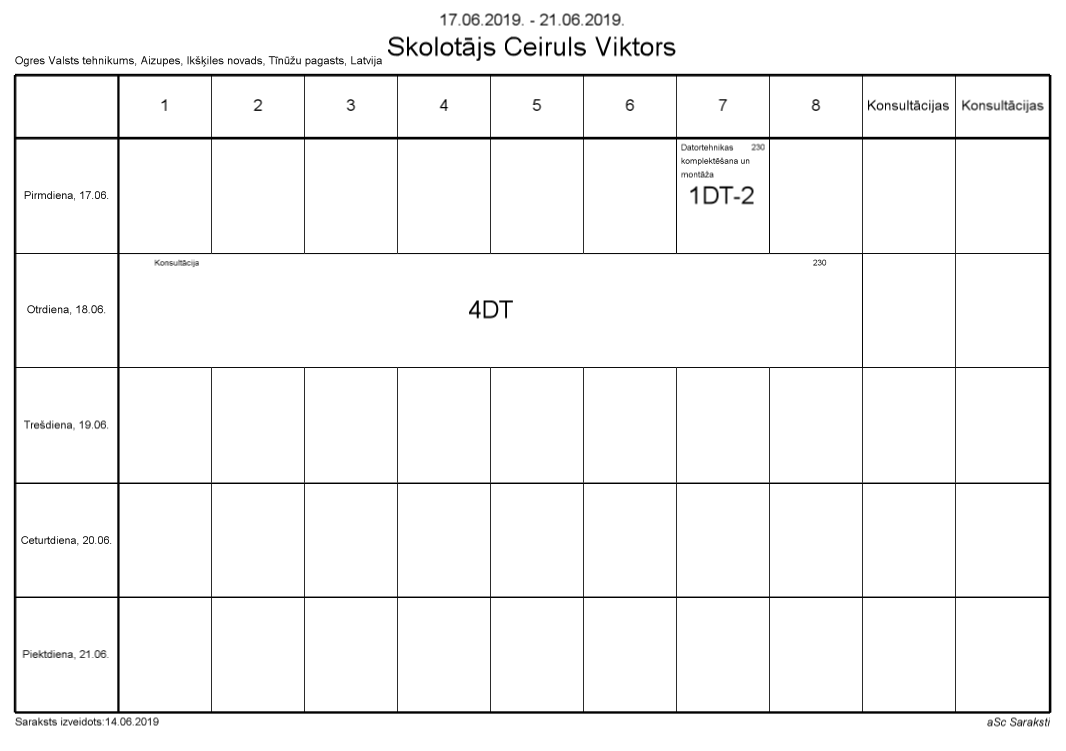 17.06.2019. - 21.06.2019.
Skolotājs Ceiruls Viktors
Ogres Valsts tehnikums, Aizupes, Ikšķiles novads, Tīnūžu pagasts, Latvija
1 2 3 4 5 6 7 8 Konsultācijas Konsultācijas
Pirmdiena, 17.06.
Datortehnikas 230
komplektēšana un
montāža
1DT-2
Otrdiena, 18.06.
Konsultācija 230
4DT
Trešdiena, 19.06.
Ceturtdiena, 20.06.
Piektdiena, 21.06.
Saraksts izveidots:14.06.2019
aSc Saraksti